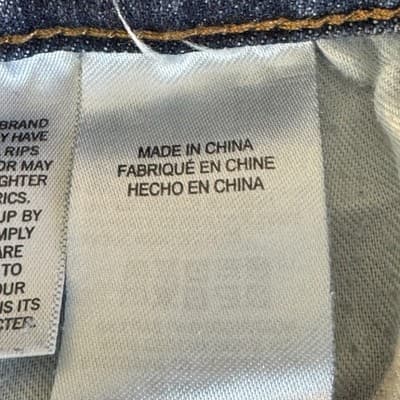 BRAND
Y HAVE
RIPS
OR MAY
GHTER
RICS.
UP BY
MPLY
ARE
TO
OUR
IS ITS
CTER.
MADE IN CHINA
FABRIQUÉ EN CHINE
HECHO EN CHINA